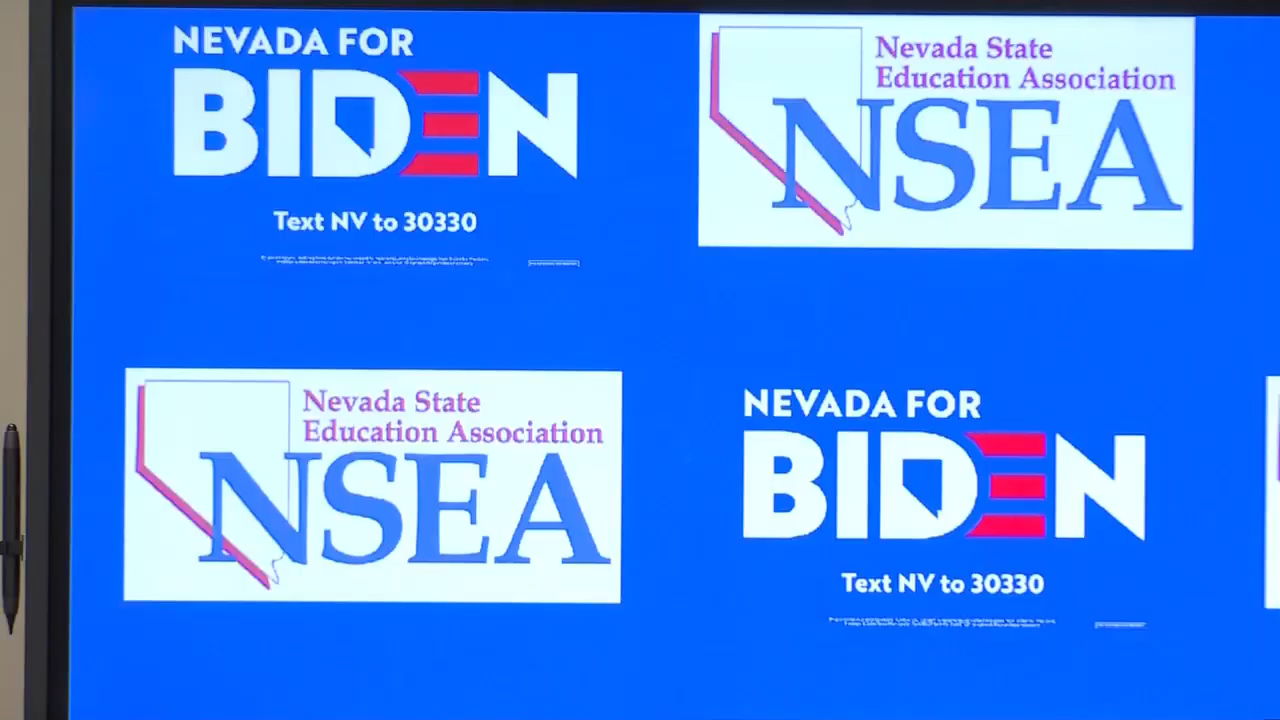 NEVADA FOR
BIDEN
Text NV to 30330
Nevada State
Education Association
NSEA
Nevada State
Education Association
NSEA
NEVADA FOR
BIDEN
Text NV to 30330